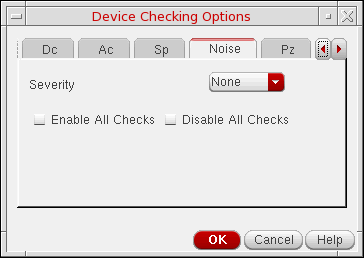 Device Checking Options
Dc Ac Sp Noise Pz
Severity None
Enable All Checks Disable All Checks
OK Cancel Help